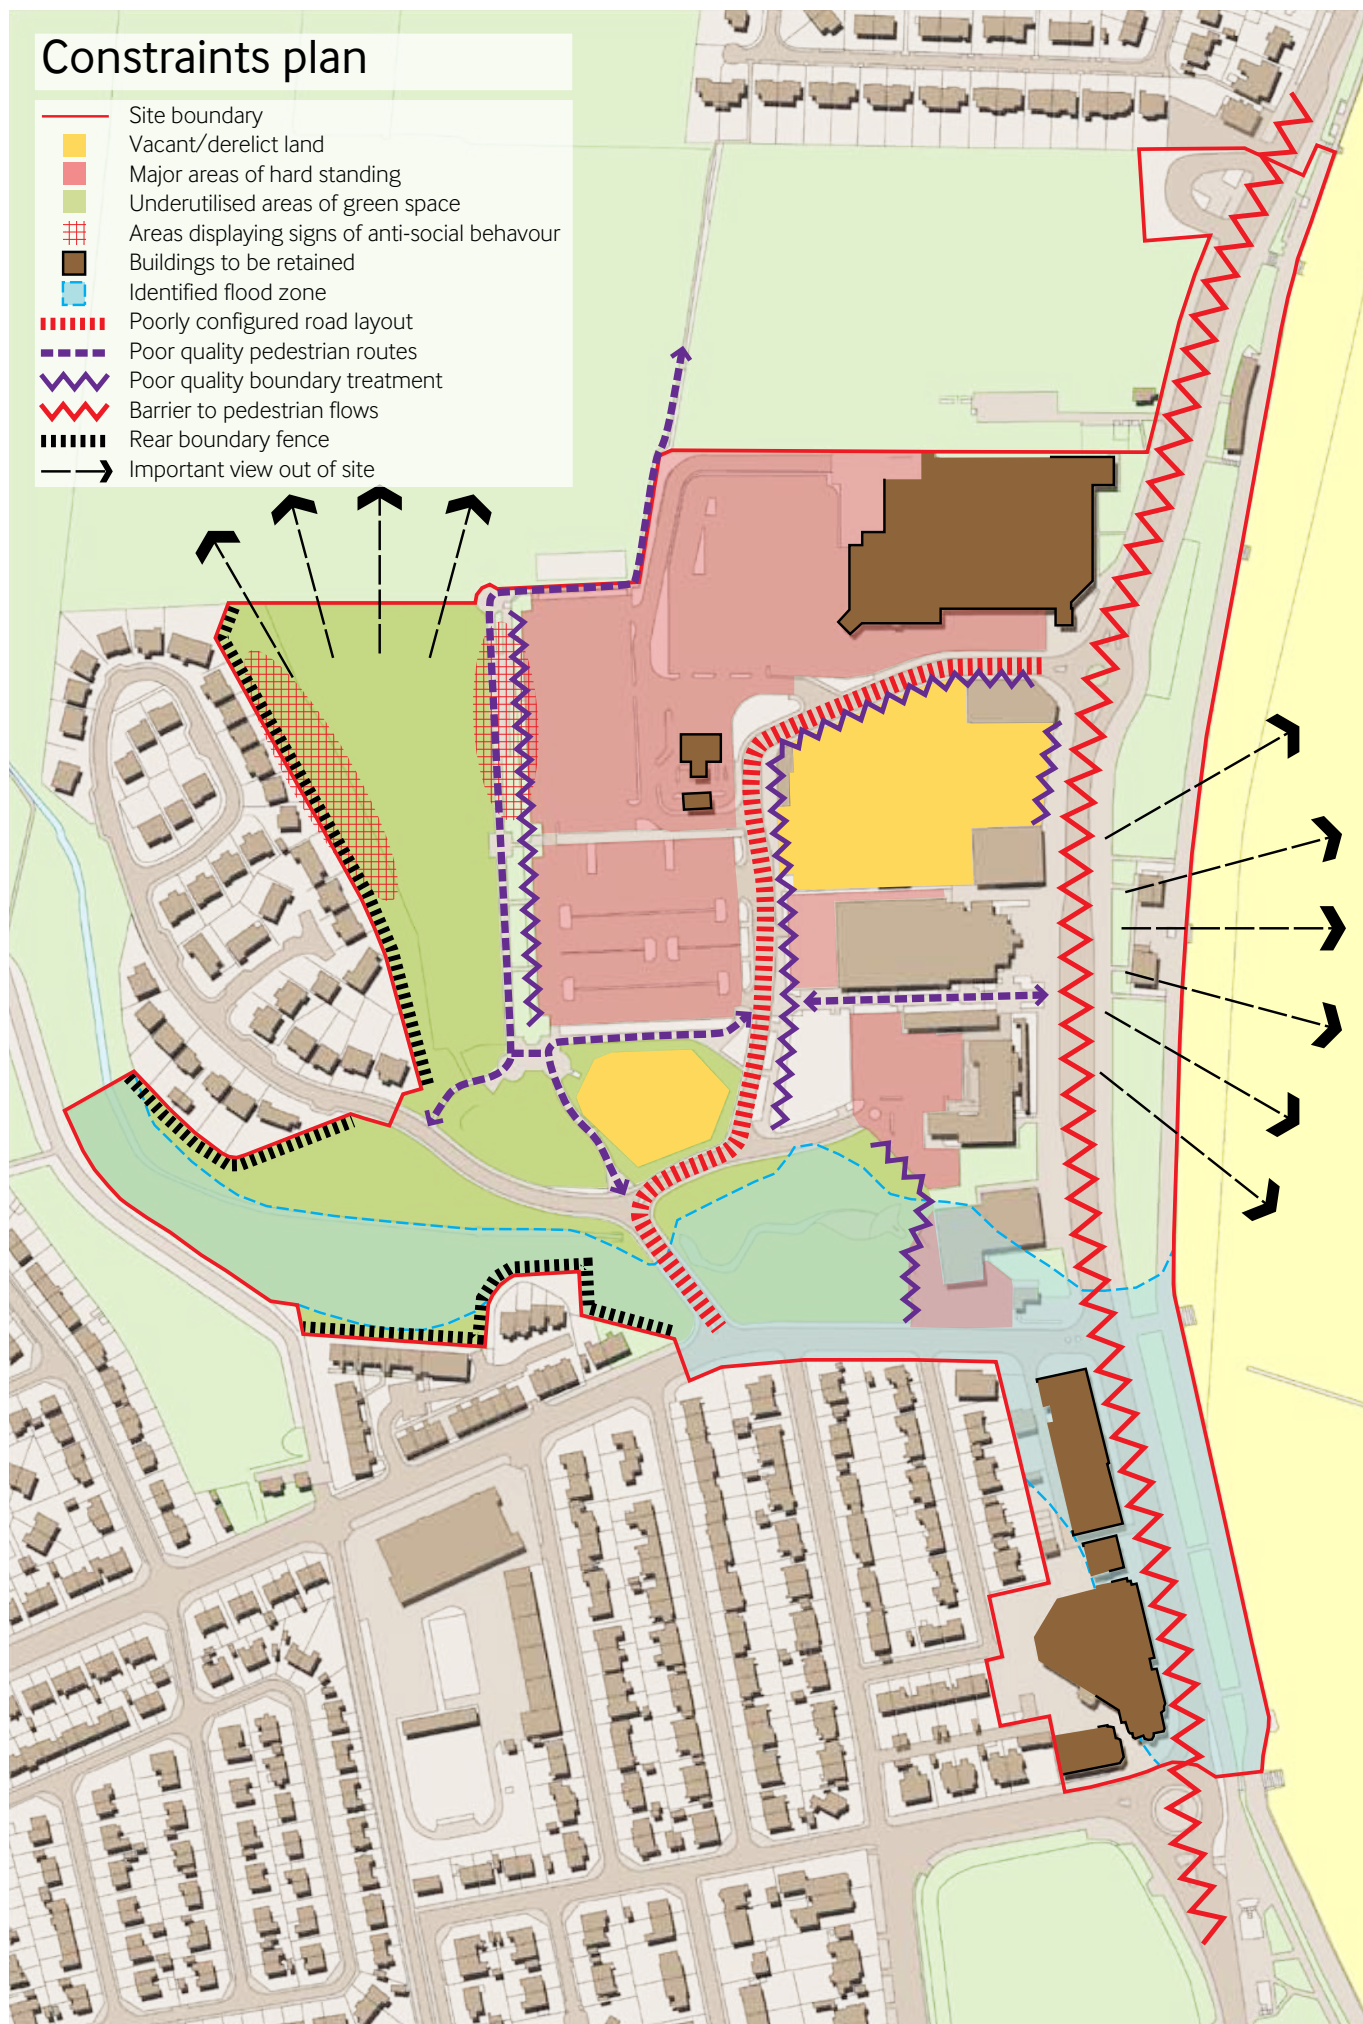 Constraints plan
Site boundary
Vacant/derelict land
Major areas of hard standing
Underutilised areas of green space
Areas displaying signs of anti-social behavour
Buildings to be retained
Identified flood zone
Poorly configured road layout
Poor quality pedestrian routes
Poor quality boundary treatment
Barrier to pedestrian flows
Rear boundary fence
Important view out of site